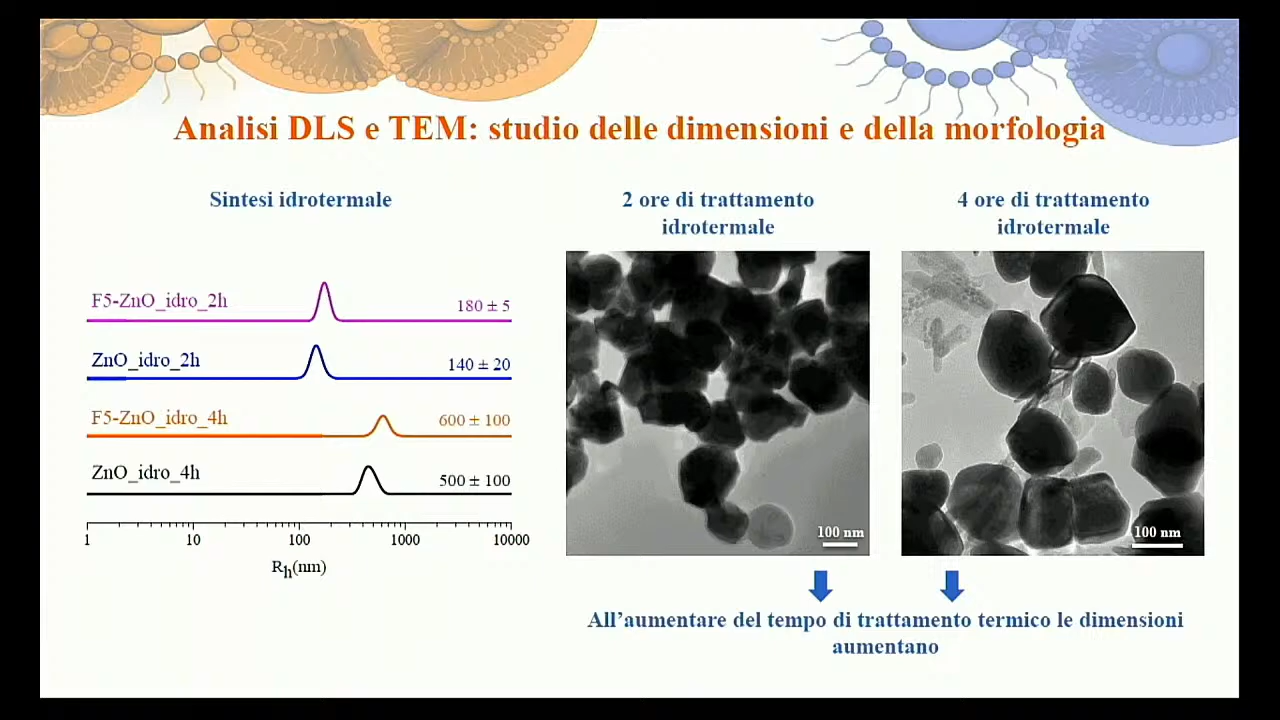 Analisi DLS e TEM: studio delle dimensioni e della morfologia
Sintesi idrotermale
F5-ZnO_idro_2h
180 ± 5
ZnO_idro_2h
140 ± 20
F5-ZnO_idro_4h
600 ± 100
ZnO_idro_4h
500 ± 100
1 10 100 1000 10000
Rh(nm)
2 ore di trattamento
idrotermale
100 nm
4 ore di trattamento
idrotermale
100 nm
All’aumentare del tempo di trattamento termico le dimensioni
aumentano